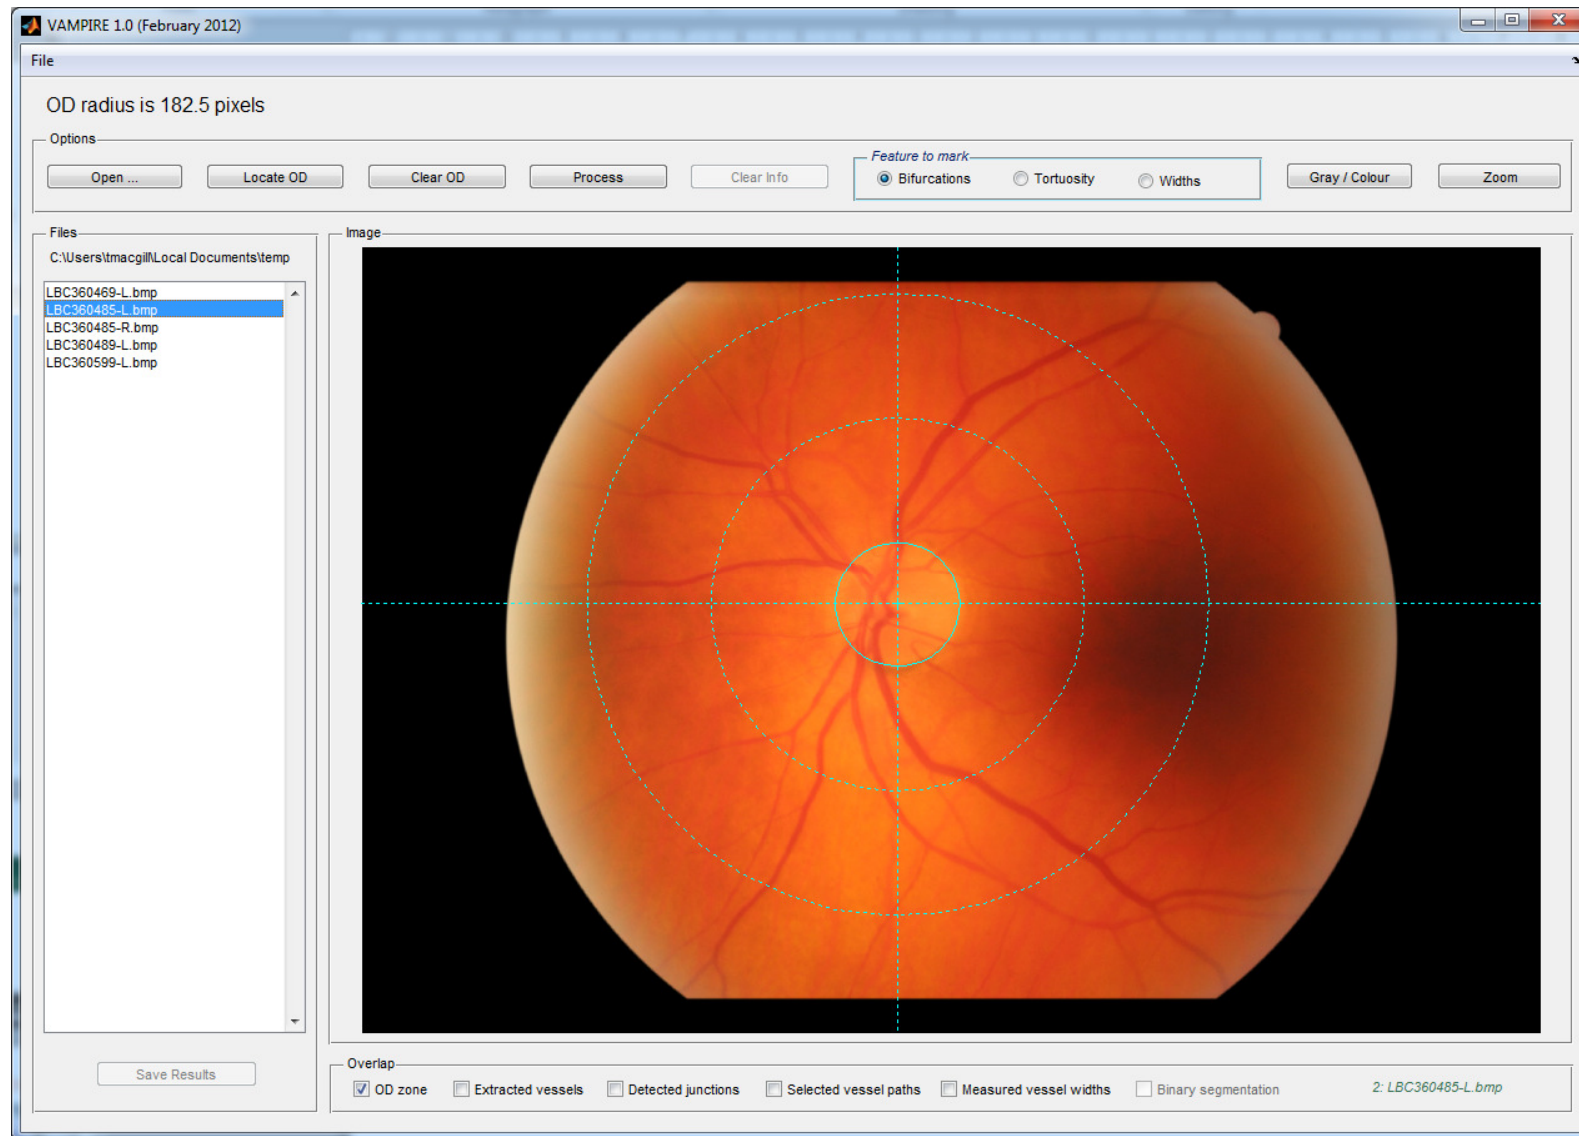 VAMPIRE 1.0 (February 2012)
File
OD radius is 182.5 pixels
Options
Open ...
Locate OD
Clear OD
Process
Clear Info
Feature to mark
Bifurcations
Tortuosity
Widths
Gray / Colour
Zoom
Files
C:\Users\tmacgill\Local Documents\temp
LBC360469-L.bmp
LBC360485-L.bmp
LBC360485-R.bmp
LBC360489-L.bmp
LBC360599-L.bmp
Save Results
Image
Overlap
OD zone
Extracted vessels
Detected junctions
Selected vessel paths
Measured vessel widths
Binary segmentation
2: LBC360485-L.bmp